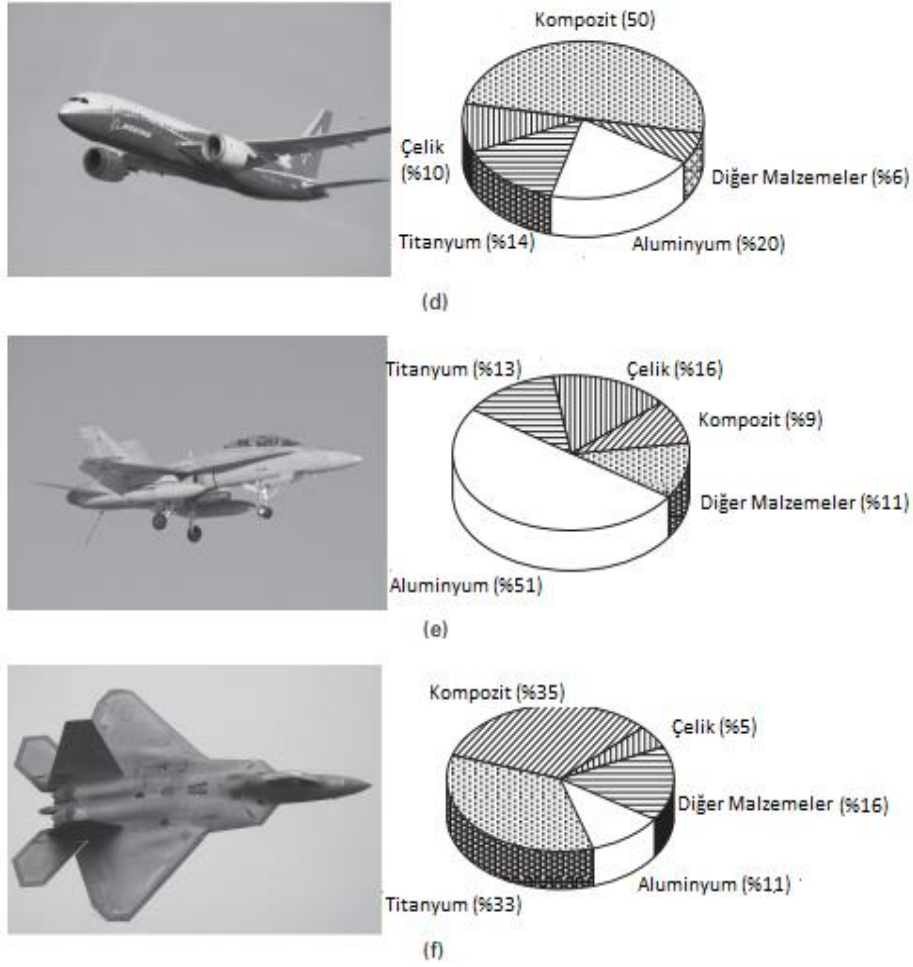 Kompozit (50)
Çelik
(%10)
Diğer Malzemeler (%6)
Titanyum (%14)
Aluminyum (%20)
BOEING
(d)
Titanyum (%13)
Çelik (%16)
Kompozit (%9)
Diğer Malzemeler (%11)
Aluminyum (%51)
(e)
Kompozit (%35)
Çelik (%5)
Diğer Malzemeler (%16)
Aluminyum (%11)
Titanyum (%33)
(f)